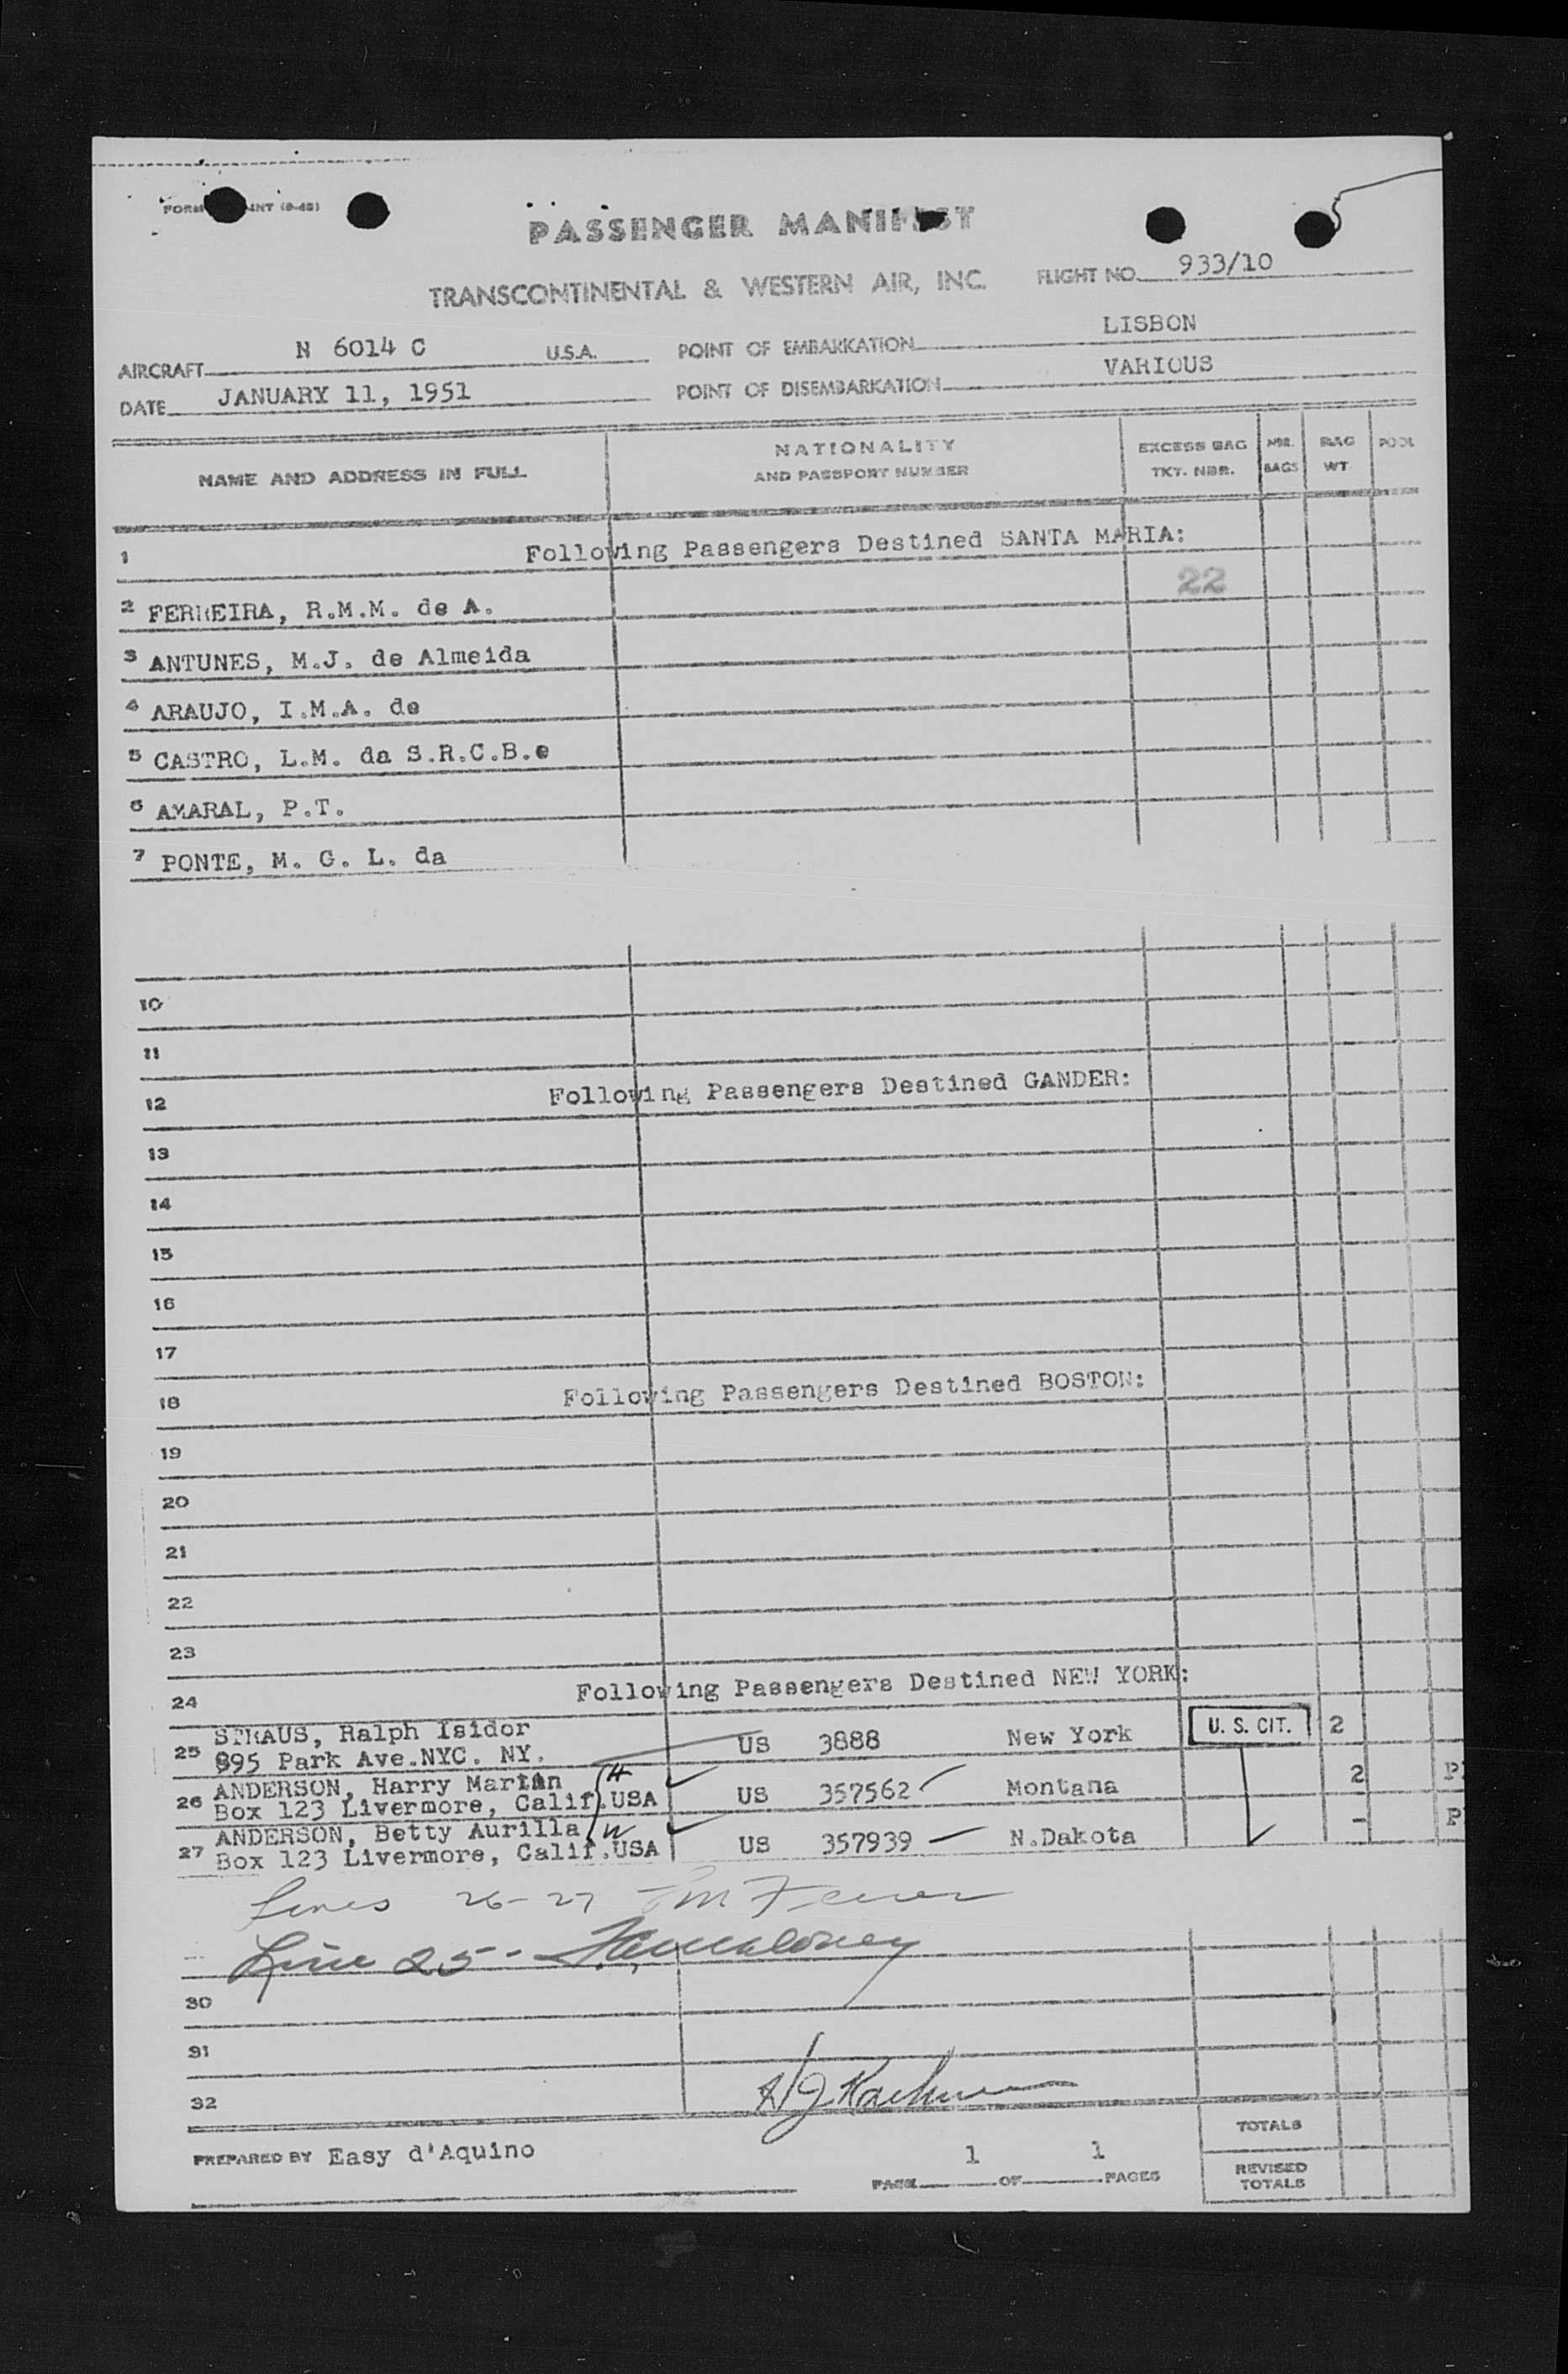 PASSENGER MANIFEST
TRANSCONTINENTAL & WESTERN AIR, INC. FLIGHT NO. 933/10
AIRCRAFT N 6014 C U.S.A. POINT OF EMBARKATION LISBON
DATE JANUARY 11, 1951 POINT OF DISEMBARKATION VARIOUS
NAME AND ADDRESS IN FULL NATIONALITY AND PASSPORT NUMBER EXCESS BAG TKT. NBR. NBR. BAGS BAG WT. POOL
1 Following Passengers Destined SANTA MARIA:
22
2 FERREIRA, R.M.M. de A.
3 ANTUNES, M.J. de Almeida
4 ARAUJO, I.M.A. de
5 CASTRO, L.M. da S.R.C.B.e
6 AMARAL, P.T.
7 PONTE, M. G. L. da
10
11
12 Following Passengers Destined GANDER:
13
14
15
16
17
18 Following Passengers Destined BOSTON:
19
20
21
22
23
24 Following Passengers Destined NEW YORK:
25 STRAUS, Ralph Isidor
895 Park Ave.NYC. NY. US 3888 New York U. S. CIT. 2
26 ANDERSON, Harry Martin H
Box 123 Livermore, Calif.USA US 357562 Montana 2
27 ANDERSON, Betty Aurilla W
Box 123 Livermore, Calif.USA US 357939 N.Dakota - P
Lines 26-27
Line 25 -
30
31
32
PREPARED BY Easy d'Aquino PAGE 1 OF 1 PAGES
TOTALS
REVISED TOTALS